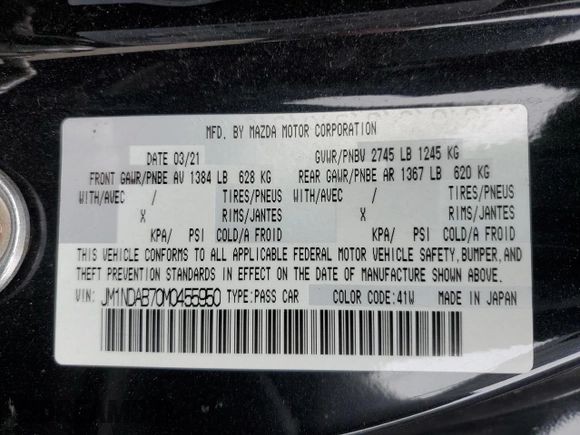 MFD. BY MAZDA MOTOR CORPORATION
DATE 03/21 GVWR/PNBV 2745 LB 1245 KG
FRONT GAWR/PNBE AV 1384 LB 628 KG REAR GAWR/PNBE AR 1367 LB 620 KG
WITH/AVEC / TIRES/PNEUS WITH/AVEC / TIRES/PNEUS
X RIMS/JANTES X RIMS/JANTES
KPA/ PSI COLD/A FROID KPA/ PSI COLD/A FROID
THIS VEHICLE CONFORMS TO ALL APPLICABLE FEDERAL MOTOR VEHICLE SAFETY, BUMPER, AND
THEFT PREVENTION STANDARDS IN EFFECT ON THE DATE OF MANUFACTURE SHOWN ABOVE.
VIN: JM1NDAB70M0455950 TYPE:PASS CAR COLOR CODE:41W MADE IN JAPAN